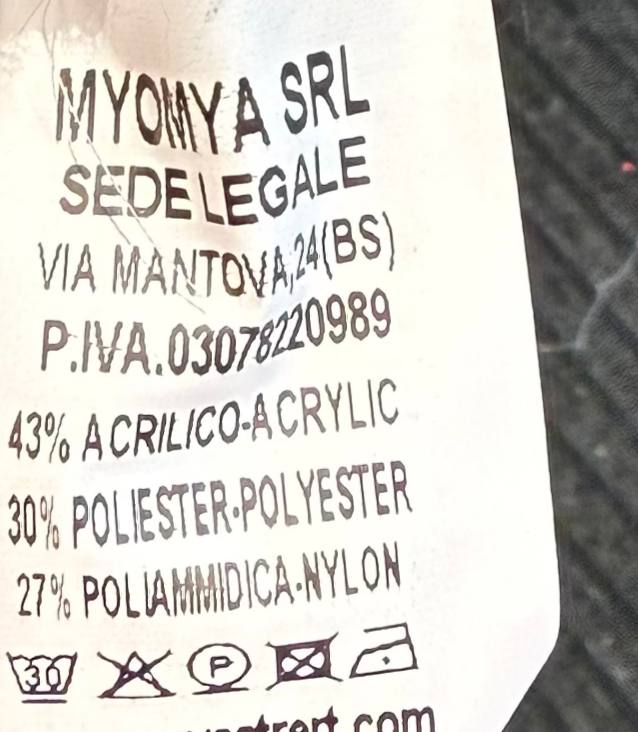 MYOMYA SRL
SEDE LEGALE
VIA MANTOVA,24(BS)
P.IVA.03078220989
43% ACRILICO-ACRYLIC
30% POLIESTER-POLYESTER
27% POLIAMMIDICA-NYLON
30 P